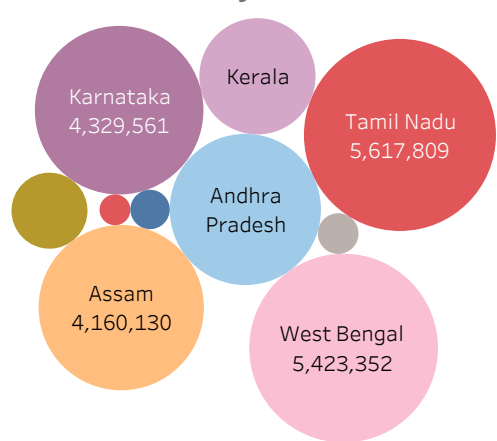 Kerala
Karnataka
4,329,561
Tamil Nadu
5,617,809
Andhra
Pradesh
Assam
4,160,130
West Bengal
5,423,352